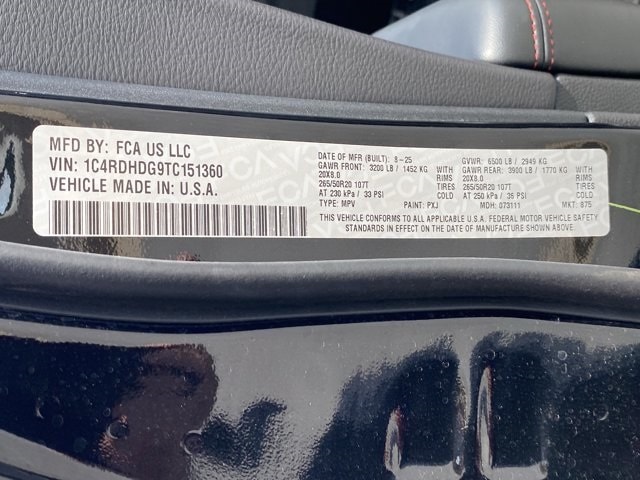 MFD BY: FCA US LLC
VIN: 1C4RDHDG9TC151360
VEHICLE MADE IN: U.S.A.
DATE OF MFR (BUILT): 8-25 GVWR: 6500 LB / 2949 KG
GAWR FRONT: 3200 LB / 1452 KG WITH GAWR REAR: 3900 LB / 1770 KG WITH
20X8.0 RIMS 20X8.0 RIMS
265/50R20 107T TIRES 265/50R20 107T TIRES
AT 230 kPa / 33 PSI COLD AT 250 kPa / 36 PSI COLD
TYPE: MPV PAINT: PXJ MDH: 073111 MKT: 875
THIS VEHICLE CONFORMS TO ALL APPLICABLE U.S.A. FEDERAL MOTOR VEHICLE SAFETY
STANDARDS IN EFFECT ON THE DATE OF MANUFACTURE SHOWN ABOVE.